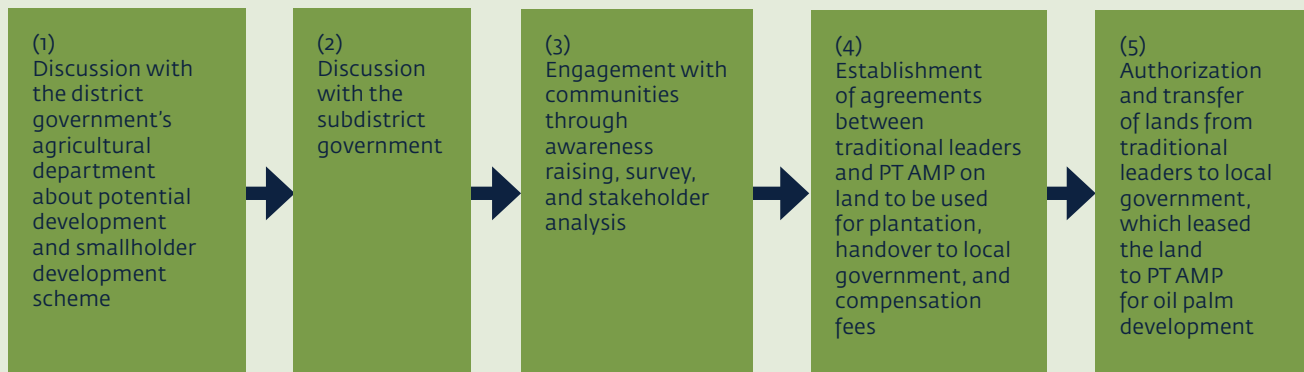 (1)
Discussion with
the district
government's
agricultural
department
about potential
development
and smallholder
development
scheme
(2)
Discussion
with the
subdistrict
government
(3)
Engagement with
communities
through
awareness
raising, survey,
and stakeholder
analysis
(4)
Establishment
of agreements
between
traditional leaders
and PT AMP on
land to be used
for plantation,
handover to local
government, and
compensation
fees
(5)
Authorization
and transfer
of lands from
traditional
leaders to local
government,
which leased
the land
to PT AMP
for oil palm
development